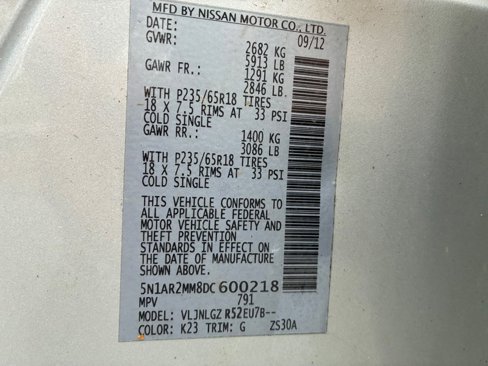 MFD BY NISSAN MOTOR CO., LTD.
DATE: 09/12
GVWR: 2682 KG
5913 LB
GAWR FR.: 1291 KG
2846 LB.
WITH P235/65R18 TIRES
18 X 7.5 RIMS AT 33 PSI
COLD SINGLE
GAWR RR.: 1400 KG
3086 LB
WITH P235/65R18 TIRES
18 X 7.5 RIMS AT 33 PSI
COLD SINGLE
THIS VEHICLE CONFORMS TO
ALL APPLICABLE FEDERAL
MOTOR VEHICLE SAFETY AND
THEFT PREVENTION
STANDARDS IN EFFECT ON
THE DATE OF MANUFACTURE
SHOWN ABOVE.
5N1AR2MM8DC600218
MPV 791
MODEL: VLJNLGZ R52EU7B--
COLOR: K23 TRIM: G ZS30A